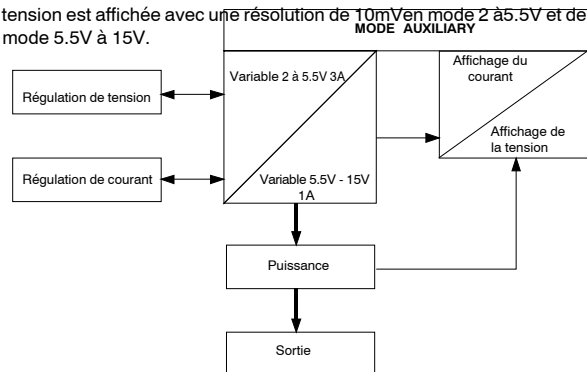 tension est affichée avec une résolution de 10mVen mode 2 à5.5V et de
mode 5.5V à 15V.
MODE AUXILIARY
Variable 2 à 5.5V 3A
Affichage du
courant
Régulation de tension
Affichage de
la tension
Régulation de courant
Variable 5.5V - 15V
1A
Puissance
Sortie